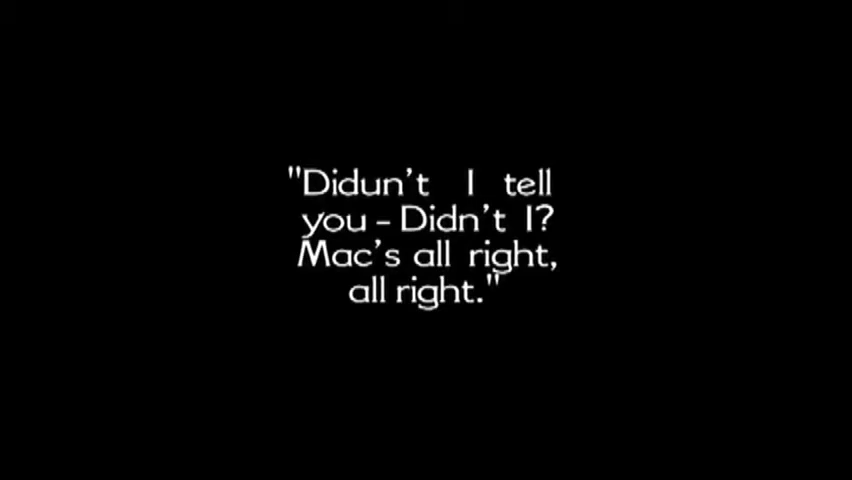 "Didun't I tell
you - Didn't I?
Mac's all right,
all right."